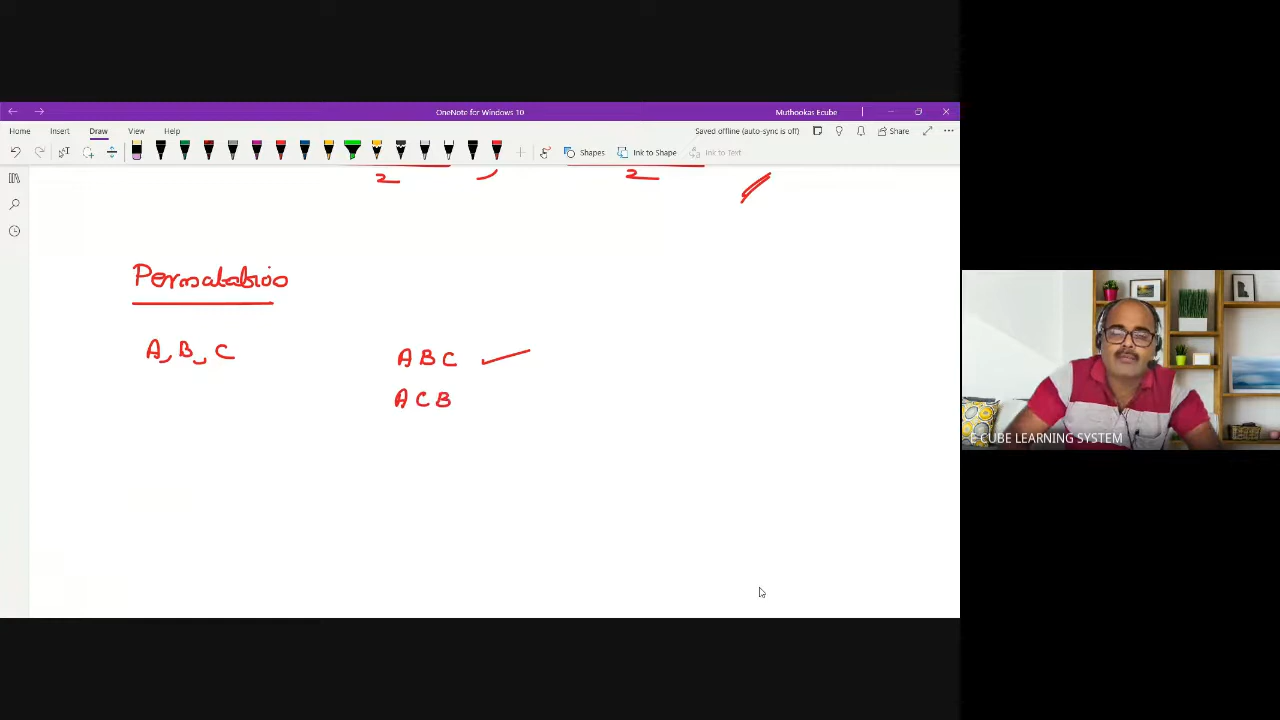 OneNote for Windows 10
Muthookas Ecube
Home Insert Draw View Help
Saved offline (auto-sync is off)
Share
Shapes
Ink to Shape
Ink to Text
2 , 2
Permutations
A, B, C
A B C
A C B
E CUBE LEARNING SYSTEM